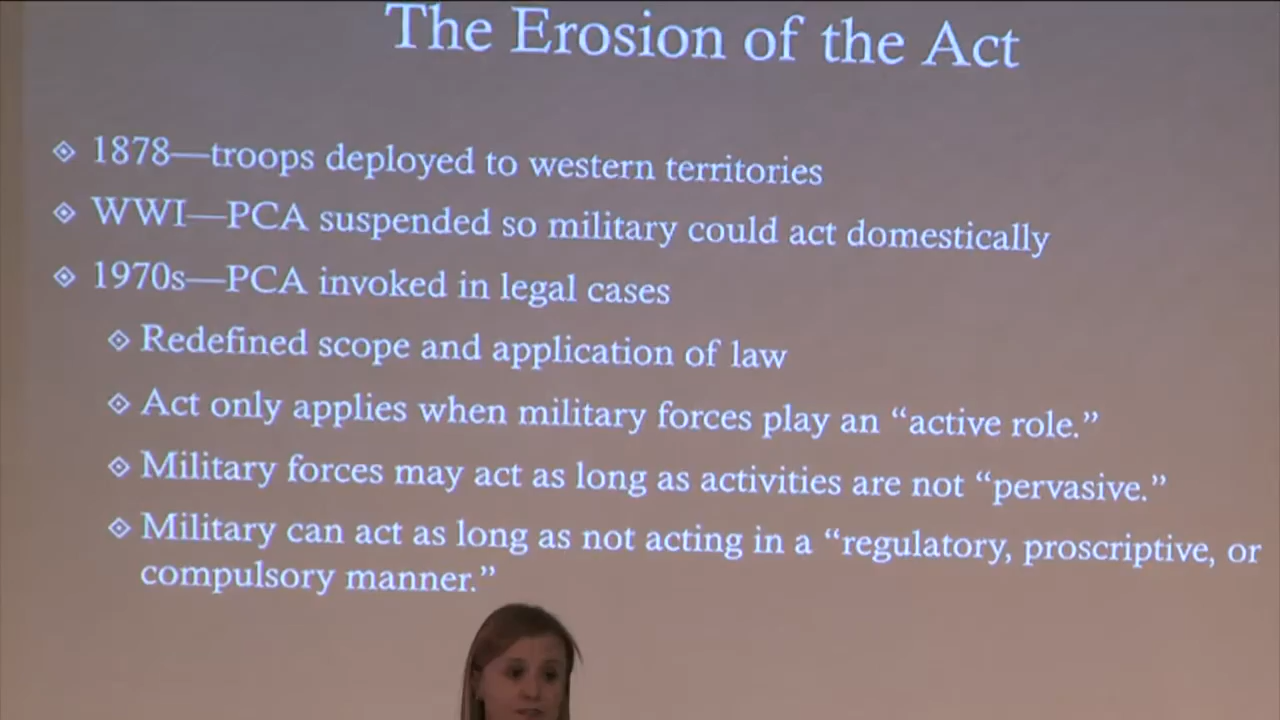 The Erosion of the Act
1878—troops deployed to western territories
WWI—PCA suspended so military could act domestically
1970s—PCA invoked in legal cases
Redefined scope and application of law
Act only applies when military forces play an “active role.”
Military forces may act as long as activities are not “pervasive.”
Military can act as long as not acting in a “regulatory, proscriptive, or
compulsory manner.”